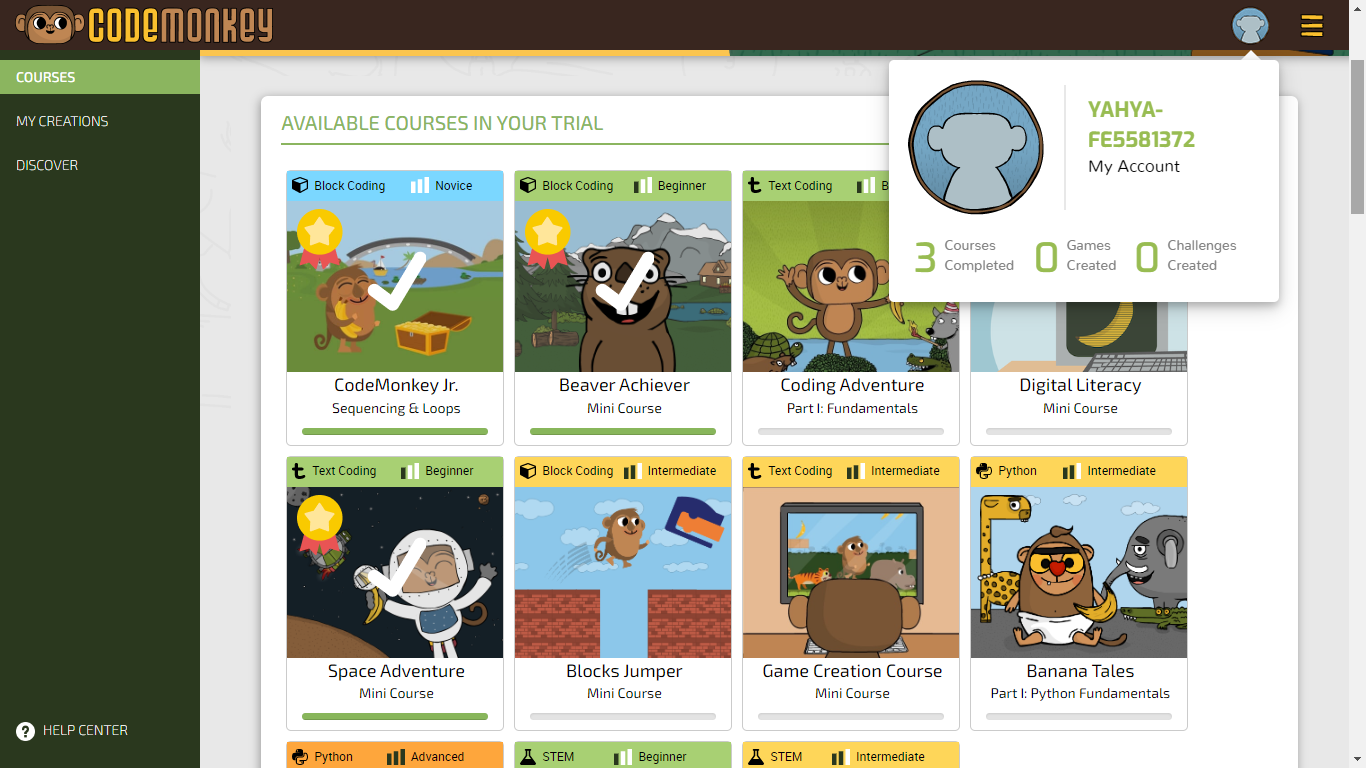 CODEMONKEY
COURSES
MY CREATIONS
DISCOVER
HELP CENTER
YAHYA-
FE5581372
My Account
3 Courses Completed
0 Games Created
0 Challenges Created
AVAILABLE COURSES IN YOUR TRIAL
Block Coding Novice
CodeMonkey Jr.
Sequencing & Loops
Block Coding Beginner
Beaver Achiever
Mini Course
Text Coding B
Coding Adventure
Part I: Fundamentals
Digital Literacy
Mini Course
Text Coding Beginner
Space Adventure
Mini Course
Block Coding Intermediate
Blocks Jumper
Mini Course
Text Coding Intermediate
Game Creation Course
Mini Course
Python Intermediate
Banana Tales
Part I: Python Fundamentals
Python Advanced
STEM Beginner
STEM Intermediate